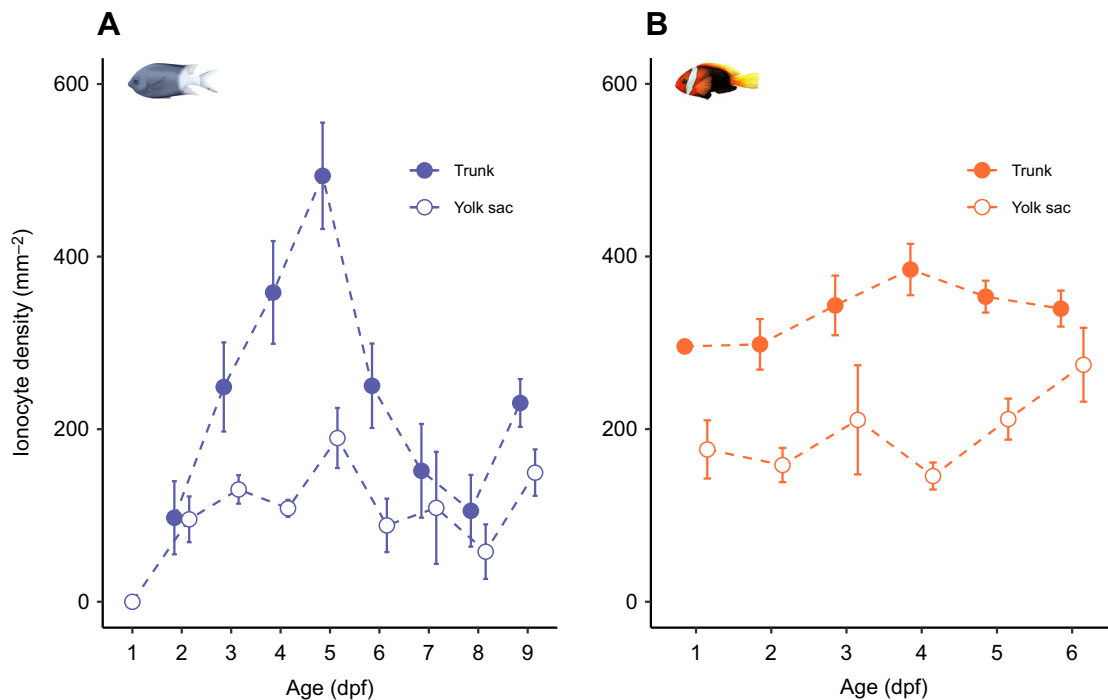 A
B
Ionocyte density (mm–2)
600
400
200
0
Trunk
Yolk sac
1 2 3 4 5 6 7 8 9
Age (dpf)
600
400
200
0
Trunk
Yolk sac
1 2 3 4 5 6
Age (dpf)